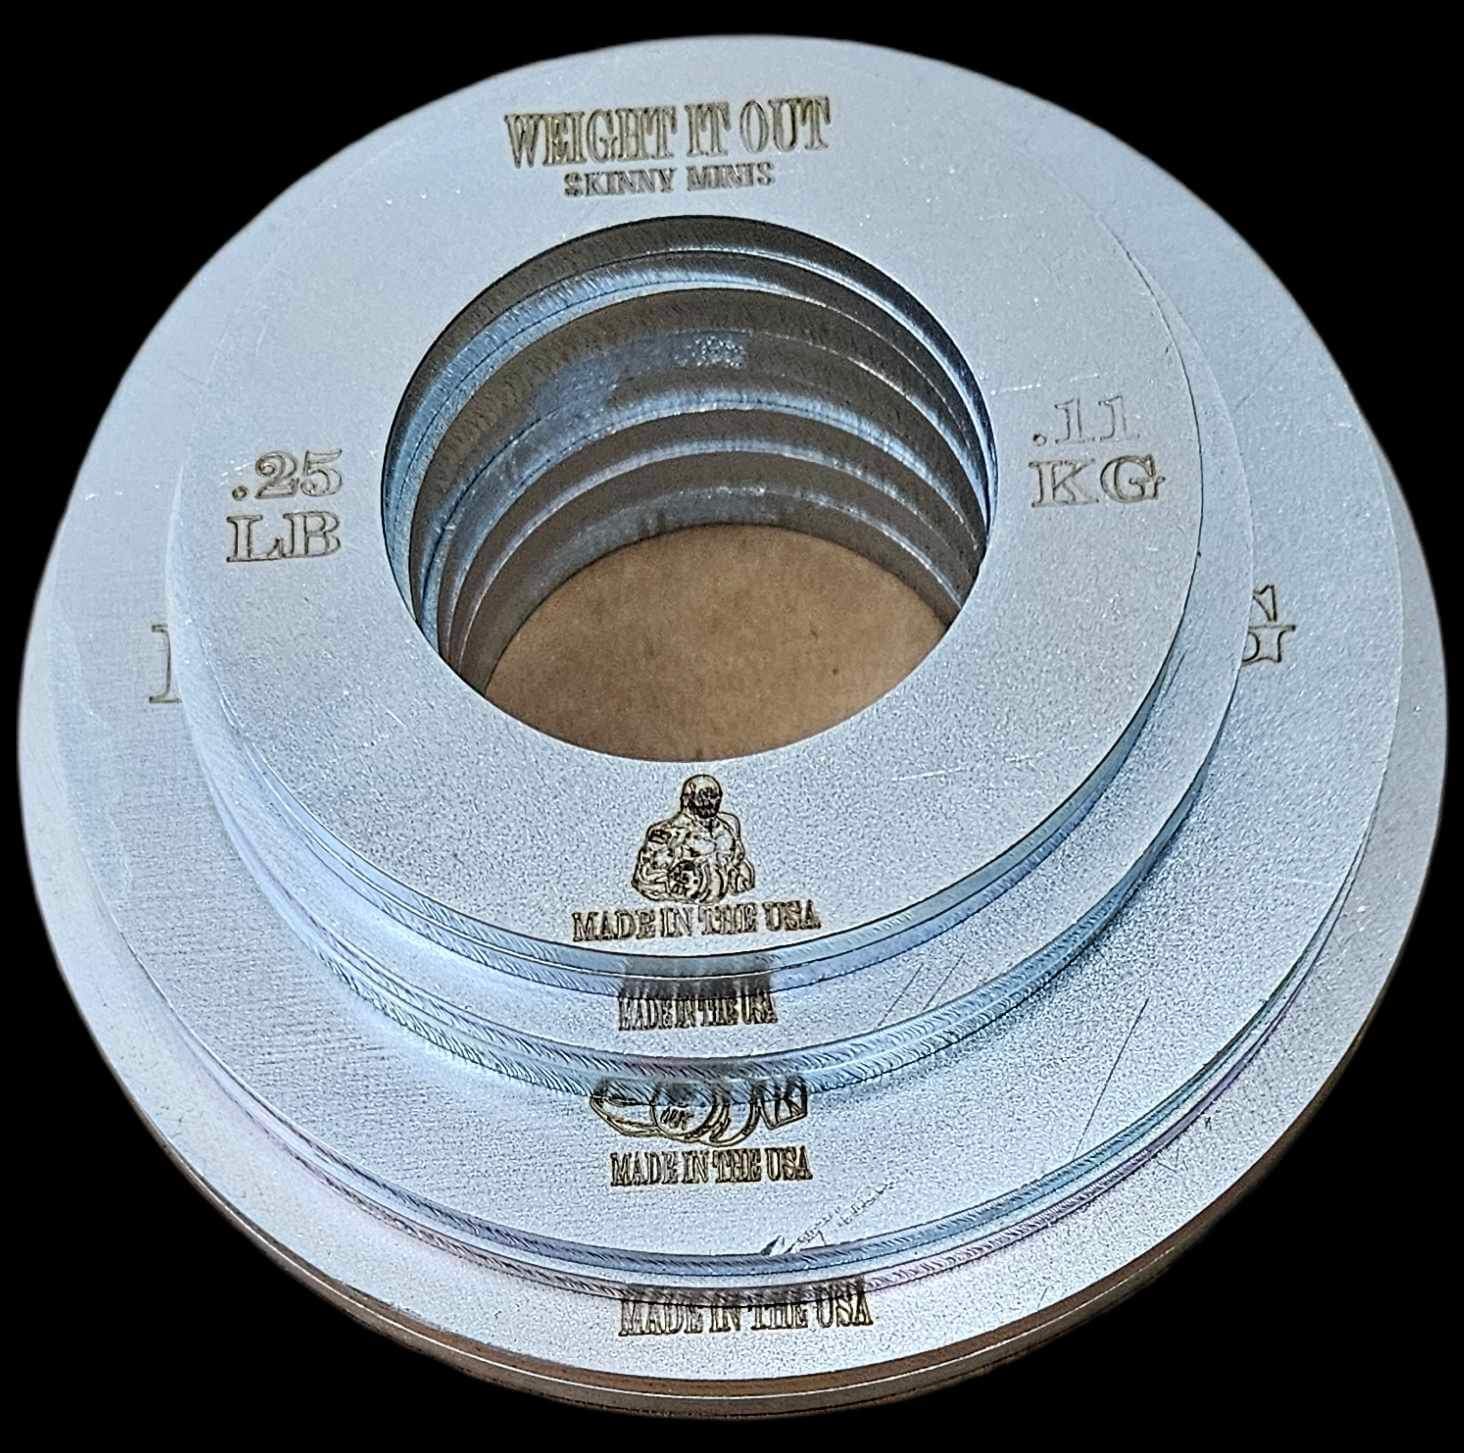 WEIGHT IT OUT
SKINNY MINIS
.25
LB
.11
KG
MADE IN THE USA
MADE IN THE USA
MADE IN THE USA
MADE IN THE USA